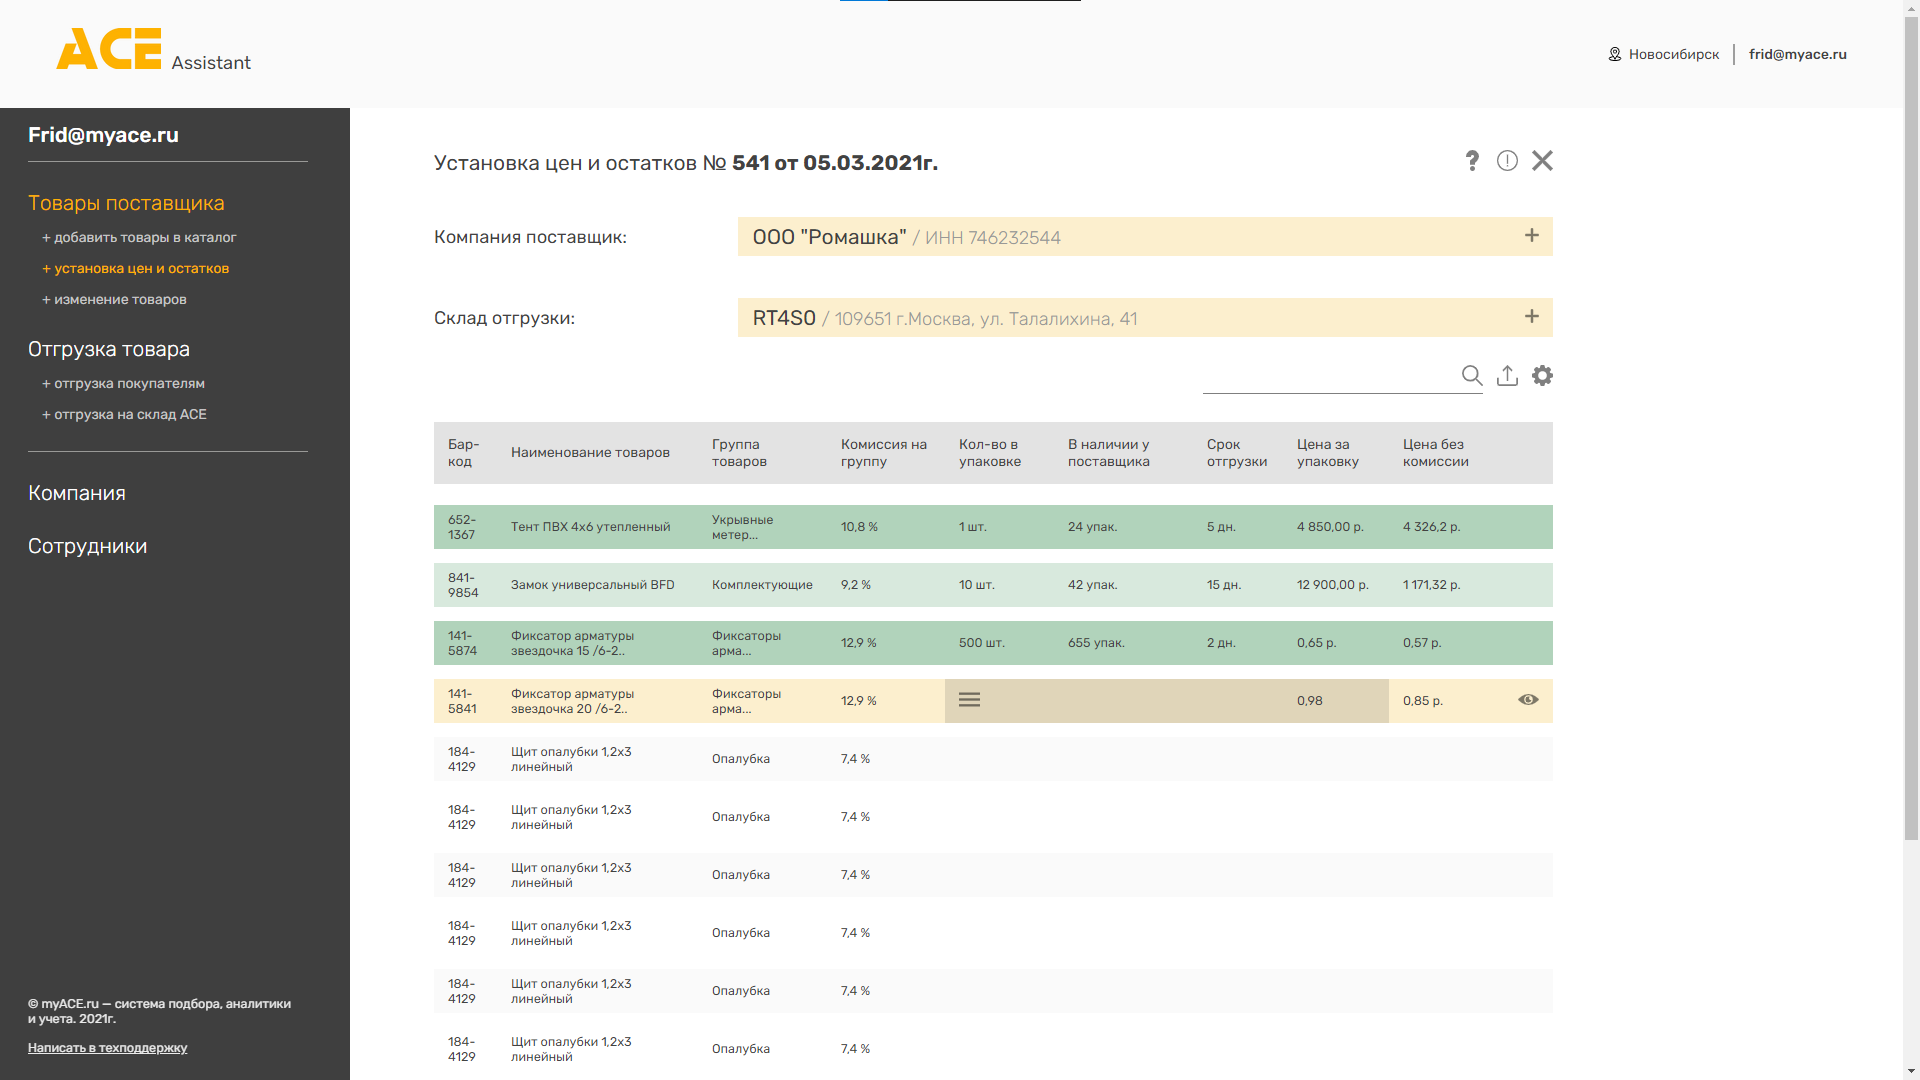 ACE Assistant
Новосибирск
frid@myace.ru
Frid@myace.ru
Товары поставщика
+ добавить товары в каталог
+ установка цен и остатков
+ изменение товаров
Отгрузка товара
+ отгрузка покупателям
+ отгрузка на склад ACE
Компания
Сотрудники
© myACE.ru — система подбора, аналитики
и учета. 2021г.
Написать в техподдержку
Установка цен и остатков № 541 от 05.03.2021г.
Компания поставщик:
ООО "Ромашка" / ИНН 746232544
Склад отгрузки:
RT4S0 / 109651 г.Москва, ул. Талалихина, 41
Бар-
код
Наименование товаров
Группа
товаров
Комиссия на
группу
Кол-во в
упаковке
В наличии у
поставщика
Срок
отгрузки
Цена за
упаковку
Цена без
комиссии
652-
1367
Тент ПВХ 4х6 утепленный
Укрывные
метер...
10,8 %
1 шт.
24 упак.
5 дн.
4 850,00 р.
4 326,2 р.
841-
9854
Замок универсальный BFD
Комплектующие
9,2 %
10 шт.
42 упак.
15 дн.
12 900,00 р.
1 171,32 р.
141-
5874
Фиксатор арматуры
звездочка 15 /6-2..
Фиксаторы
арма...
12,9 %
500 шт.
655 упак.
2 дн.
0,65 р.
0,57 р.
141-
5841
Фиксатор арматуры
звездочка 20 /6-2..
Фиксаторы
арма...
12,9 %
0,98
0,85 р.
184-
4129
Щит опалубки 1,2х3
линейный
Опалубка
7,4 %
184-
4129
Щит опалубки 1,2х3
линейный
Опалубка
7,4 %
184-
4129
Щит опалубки 1,2х3
линейный
Опалубка
7,4 %
184-
4129
Щит опалубки 1,2х3
линейный
Опалубка
7,4 %
184-
4129
Щит опалубки 1,2х3
линейный
Опалубка
7,4 %
184-
4129
Щит опалубки 1,2х3
линейный
Опалубка
7,4 %